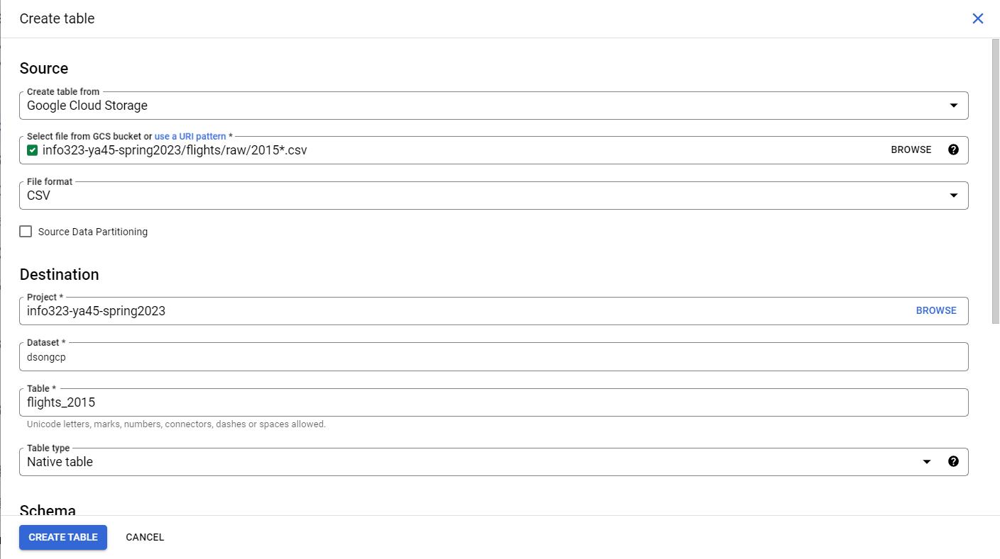 Create table
Source
Create table from
Google Cloud Storage
Select file from GCS bucket or use a URI pattern *
info323-ya45-spring2023/flights/raw/2015*.csv
BROWSE
File format
CSV
Source Data Partitioning
Destination
Project *
info323-ya45-spring2023
BROWSE
Dataset *
dsongcp
Table *
flights_2015
Unicode letters, marks, numbers, connectors, dashes or spaces allowed.
Table type
Native table
Schema
CREATE TABLE
CANCEL